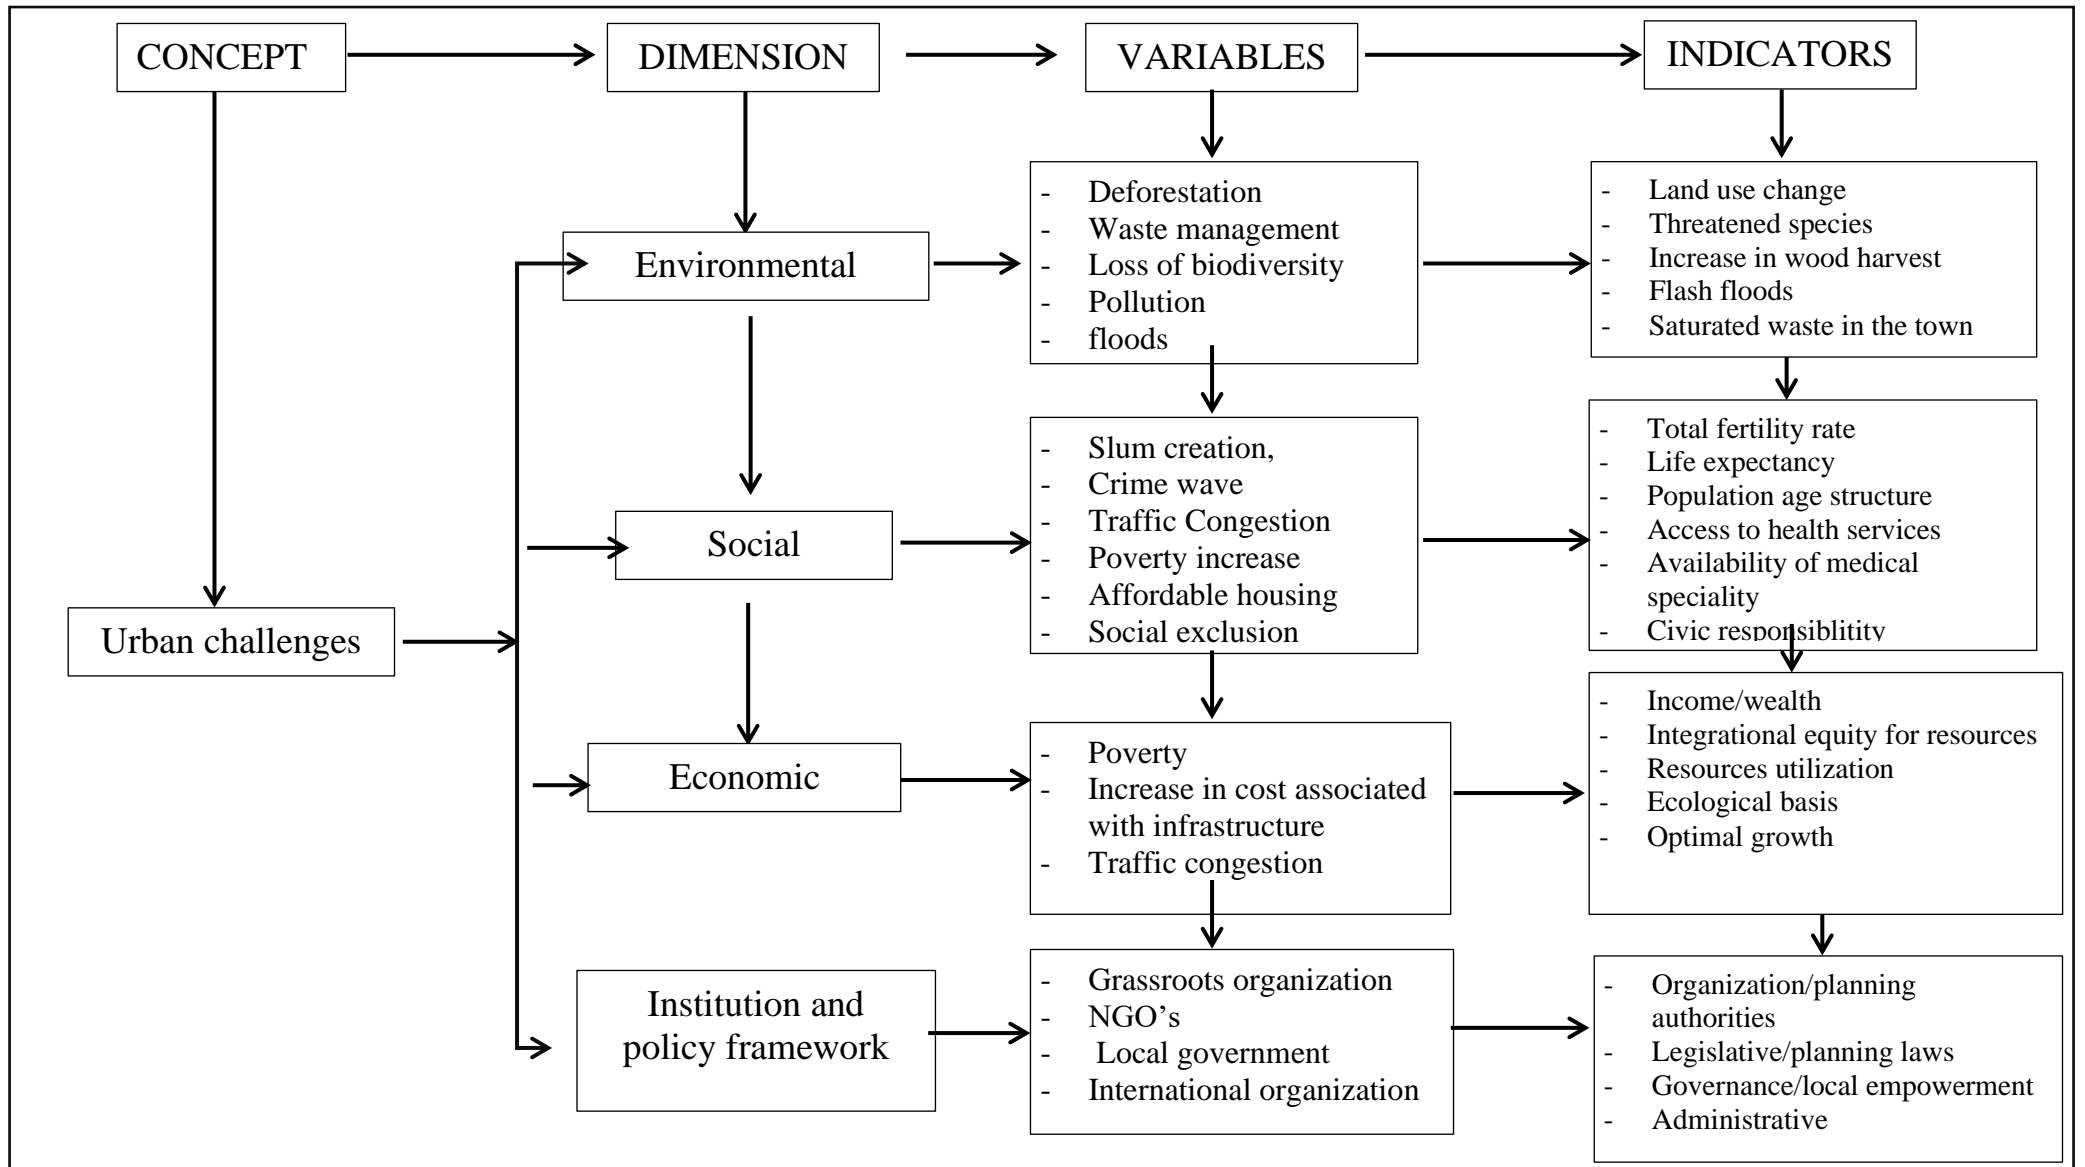 CONCEPT
DIMENSION
VARIABLES
INDICATORS
Urban challenges
Environmental
- Deforestation
- Waste management
- Loss of biodiversity
- Pollution
- floods
- Land use change
- Threatened species
- Increase in wood harvest
- Flash floods
- Saturated waste in the town
Social
- Slum creation,
- Crime wave
- Traffic Congestion
- Poverty increase
- Affordable housing
- Social exclusion
- Total fertility rate
- Life expectancy
- Population age structure
- Access to health services
- Availability of medical
speciality
- Civic responsiblitity
Economic
- Poverty
- Increase in cost associated
with infrastructure
- Traffic congestion
- Income/wealth
- Integrational equity for resources
- Resources utilization
- Ecological basis
- Optimal growth
Institution and
policy framework
- Grassroots organization
- NGO’s
- Local government
- International organization
- Organization/planning
authorities
- Legislative/planning laws
- Governance/local empowerment
- Administrative